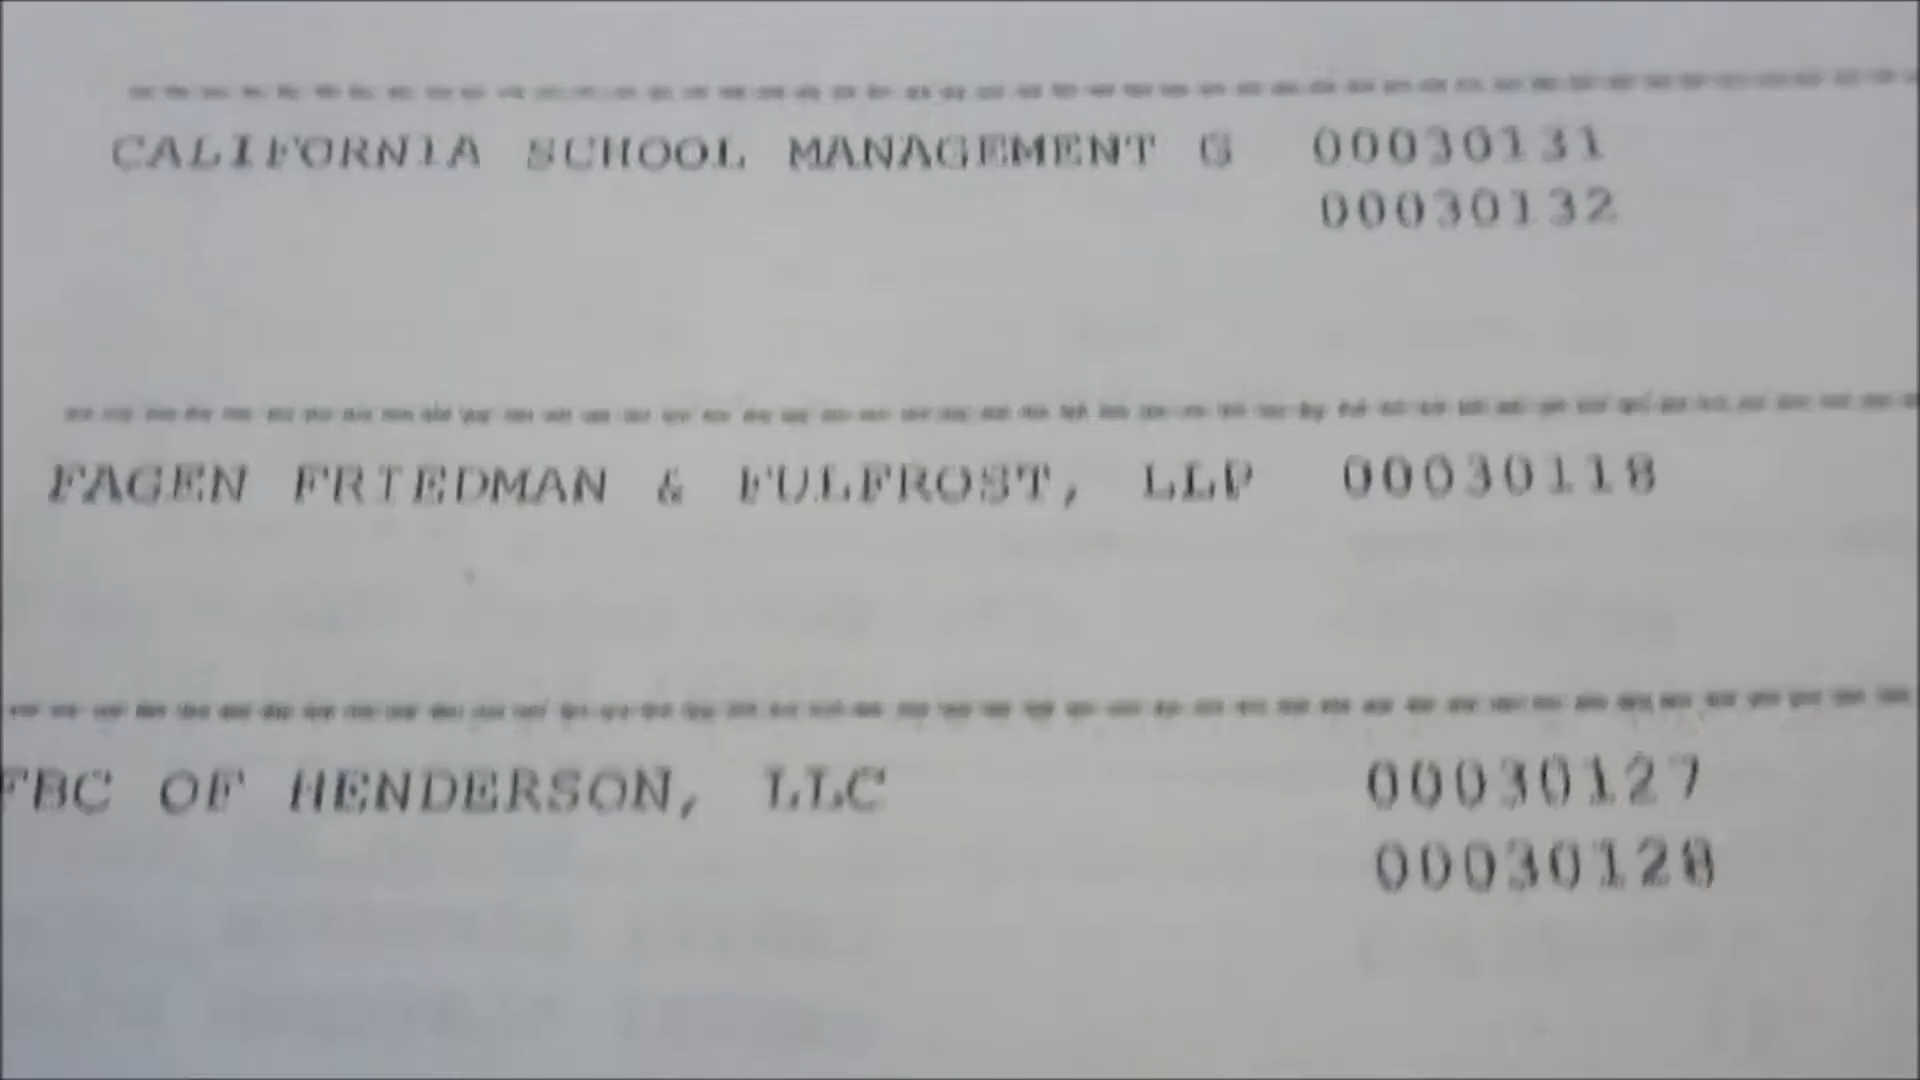 CALIFORNIA SCHOOL MANAGEMENT G 00030131
00030132
FAGEN FRIEDMAN & FULFROST, LLP 00030118
FBC OF HENDERSON, LLC 00030127
00030128